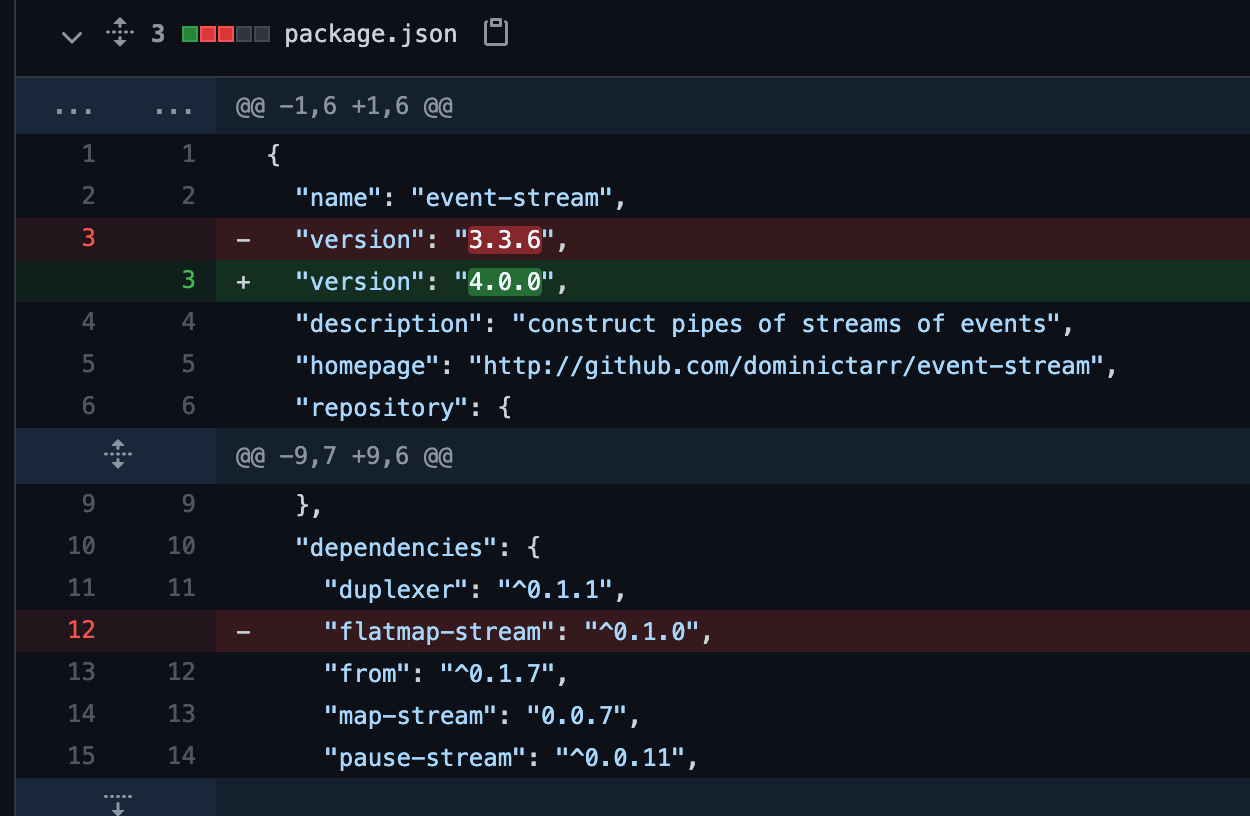 3 package.json
... ... @@ -1,6 +1,6 @@
1 1 {
2 2 "name": "event-stream",
3 - "version": "3.3.6",
3 + "version": "4.0.0",
4 4 "description": "construct pipes of streams of events",
5 5 "homepage": "http://github.com/dominictarr/event-stream",
6 6 "repository": {
@@ -9,7 +9,6 @@
9 9 },
10 10 "dependencies": {
11 11 "duplexer": "^0.1.1",
12 - "flatmap-stream": "^0.1.0",
13 12 "from": "^0.1.7",
14 13 "map-stream": "0.0.7",
15 14 "pause-stream": "^0.0.11",